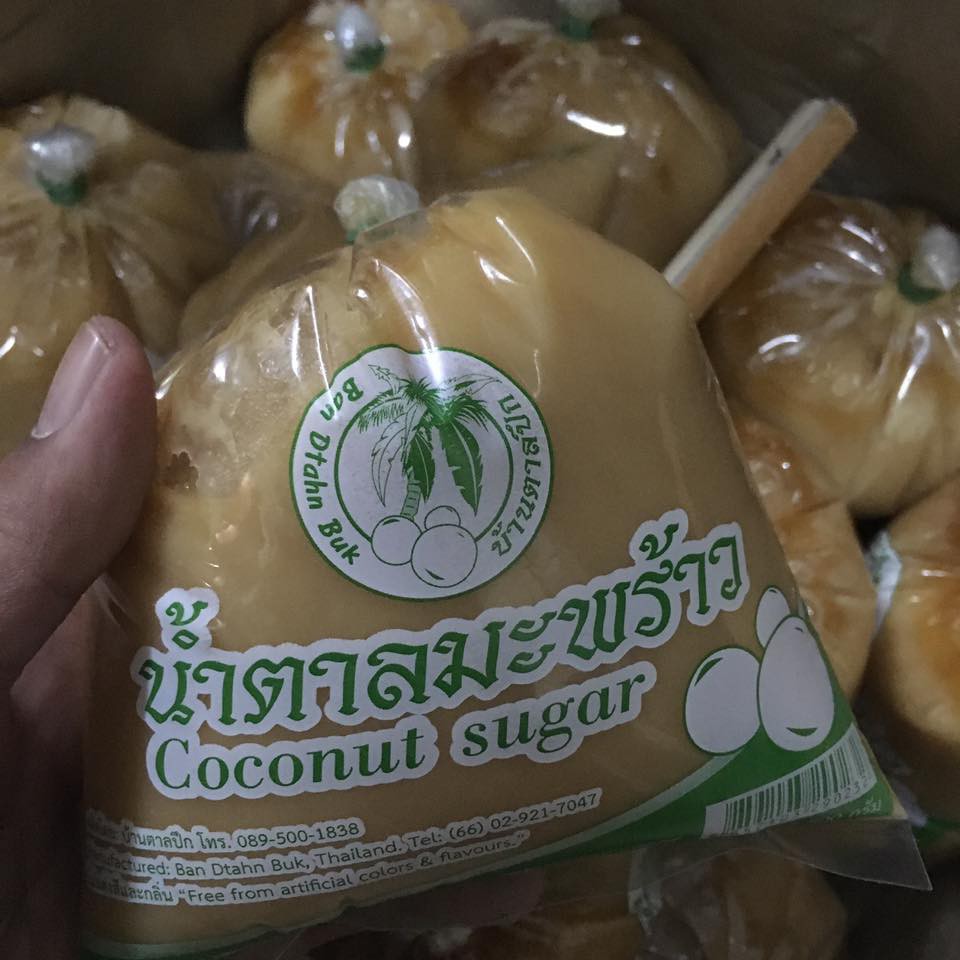 Ban Dtahn Buk
บ้านตาลปึก
น้ำตาลมะพร้าว
Coconut sugar
บ้านตาลปึก โทร. 089-500-1838
Ban Dtahn Buk, Thailand. Tel: (66) 02-921-7047
"Free from artificial colors & flavours."